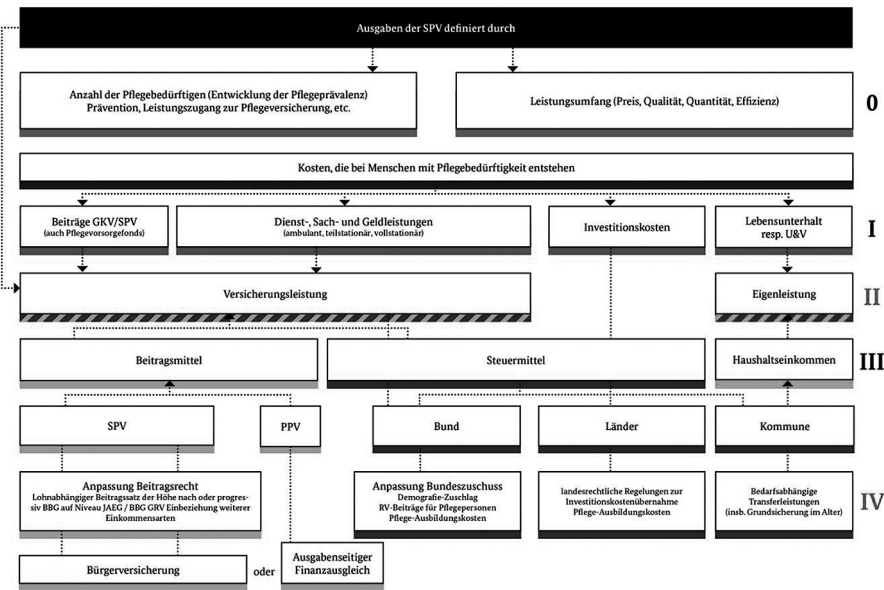 Ausgaben der SPV definiert durch
Anzahl der Pflegebedürftigen (Entwicklung der Pflegeprävalenz)
Prävention, Leistungszugang zur Pflegeversicherung, etc.
Leistungsumfang (Preis, Qualität, Quantität, Effizienz)
0
Kosten, die bei Menschen mit Pflegebedürftigkeit entstehen
Beiträge GKV/SPV
(auch Pflegevorsorgefonds)
Dienst-, Sach- und Geldleistungen
(ambulant, teilstationär, vollstationär)
Investitionskosten
Lebensunterhalt
resp. U&V
I
Versicherungsleistung
Eigenleistung
II
Beitragsmittel
Steuermittel
Haushaltseinkommen
III
SPV
PPV
Bund
Länder
Kommune
Anpassung Beitragsrecht
Lohnabhängiger Beitragssatz der Höhe nach oder progres-
siv BBG auf Niveau JAEG / BBG GRV Einbeziehung weiterer
Einkommensarten
Anpassung Bundeszuschuss
Demografie-Zuschlag
RV-Beiträge für Pflegepersonen
Pflege-Ausbildungskosten
landesrechtliche Regelungen zur
Investitionskostenübernahme
Pflege-Ausbildungskosten
Bedarfsabhängige
Transferleistungen
(insb. Grundsicherung im Alter)
IV
Bürgerversicherung
oder
Ausgabenseitiger
Finanzausgleich